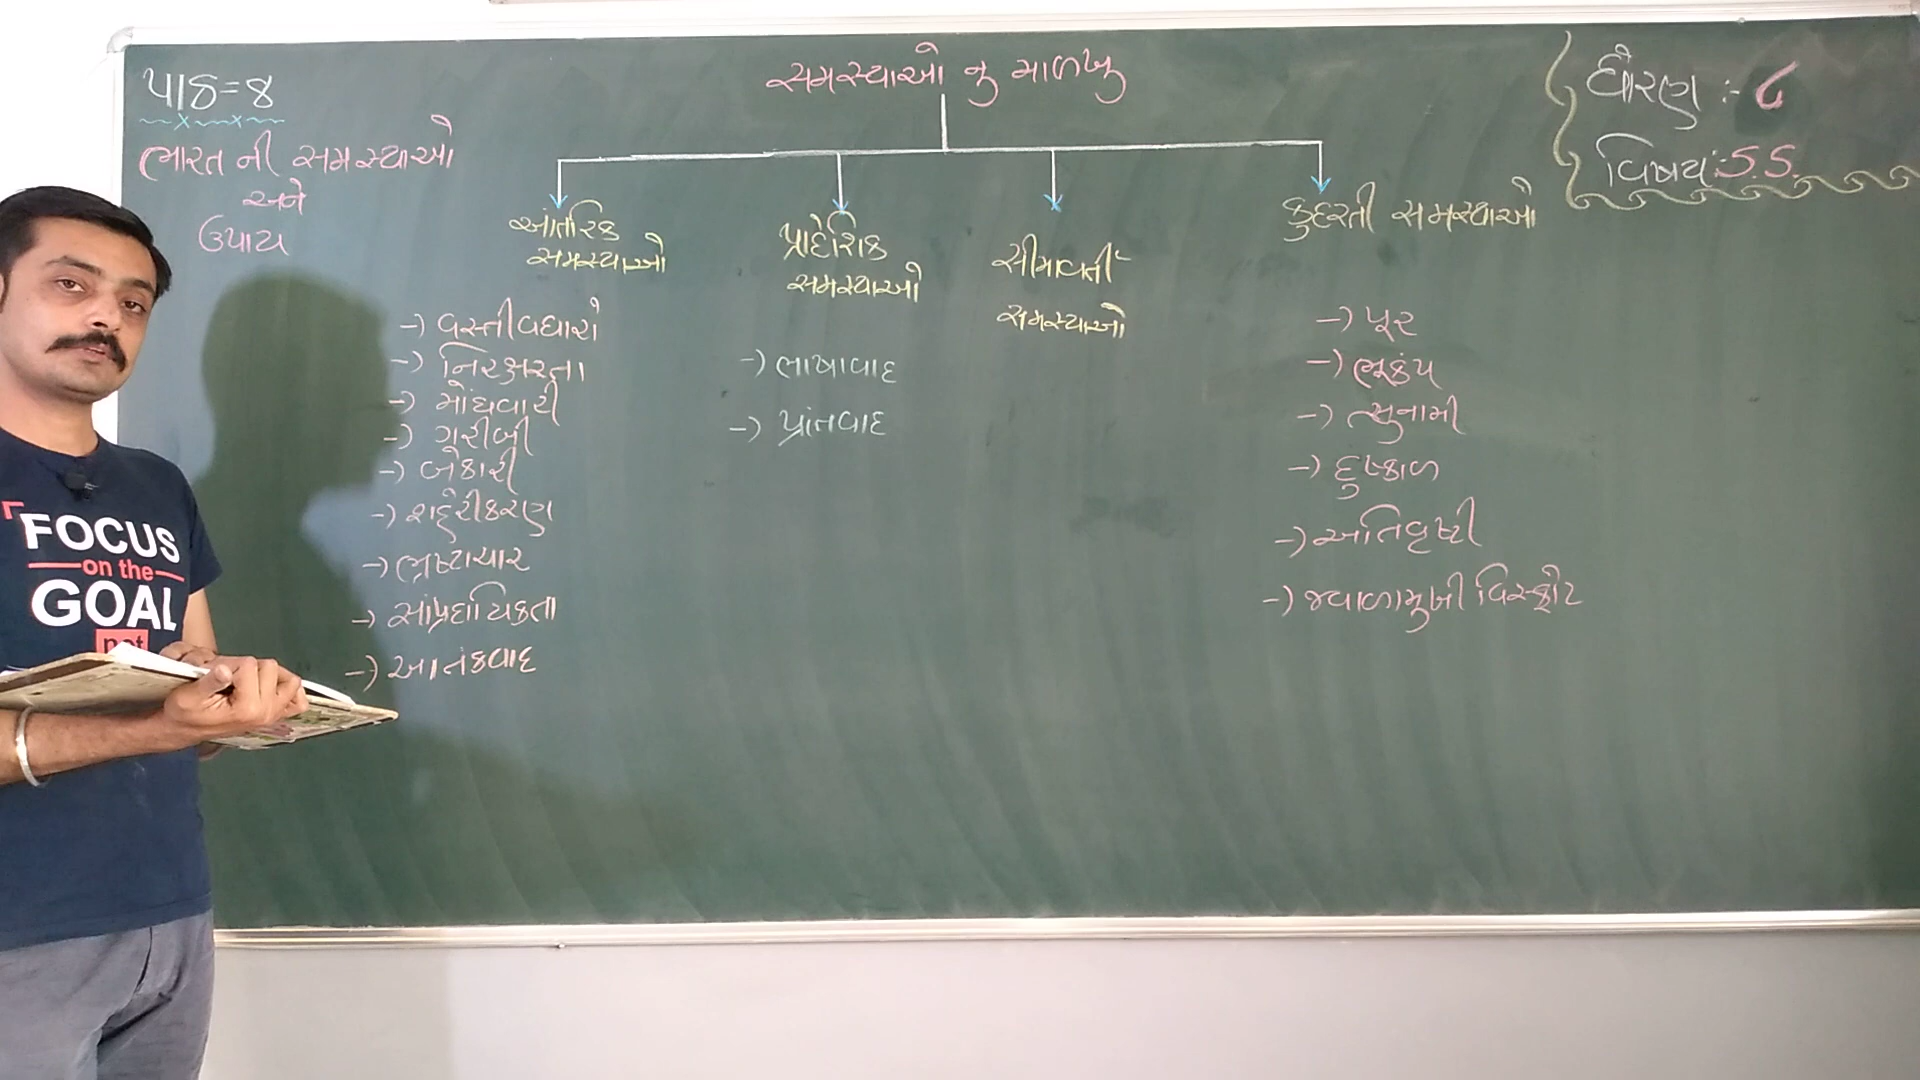 પાઠ=૪
ભારત ની સમસ્યાઓ
અને
ઉપાય
સમસ્યાઓ નુ માળખુ
ધોરણ :- ૮
વિષય:- S.S.
આંતરિક
સમસ્યાઓ
-> વસ્તીવધારો
-> નિરક્ષરતા
-> મોંઘવારી
-> ગરીબી
-> બેકારી
-> શહેરીકરણ
-> ભ્રષ્ટાચાર
-> સાંપ્રદાયિકતા
-> આતંકવાદ
પ્રાદેશિક
સમસ્યાઓ
-> ભાષાવાદ
-> પ્રાંતવાદ
સીમાવર્તી
સમસ્યાઓ
કુદરતી સમસ્યાઓ
-> પૂર
-> ભૂકંપ
-> ત્સુનામી
-> દુષ્કાળ
-> અતિવૃષ્ટી
-> જવાળામુખી વિસ્ફોટ
FOCUS
on the
GOAL
not